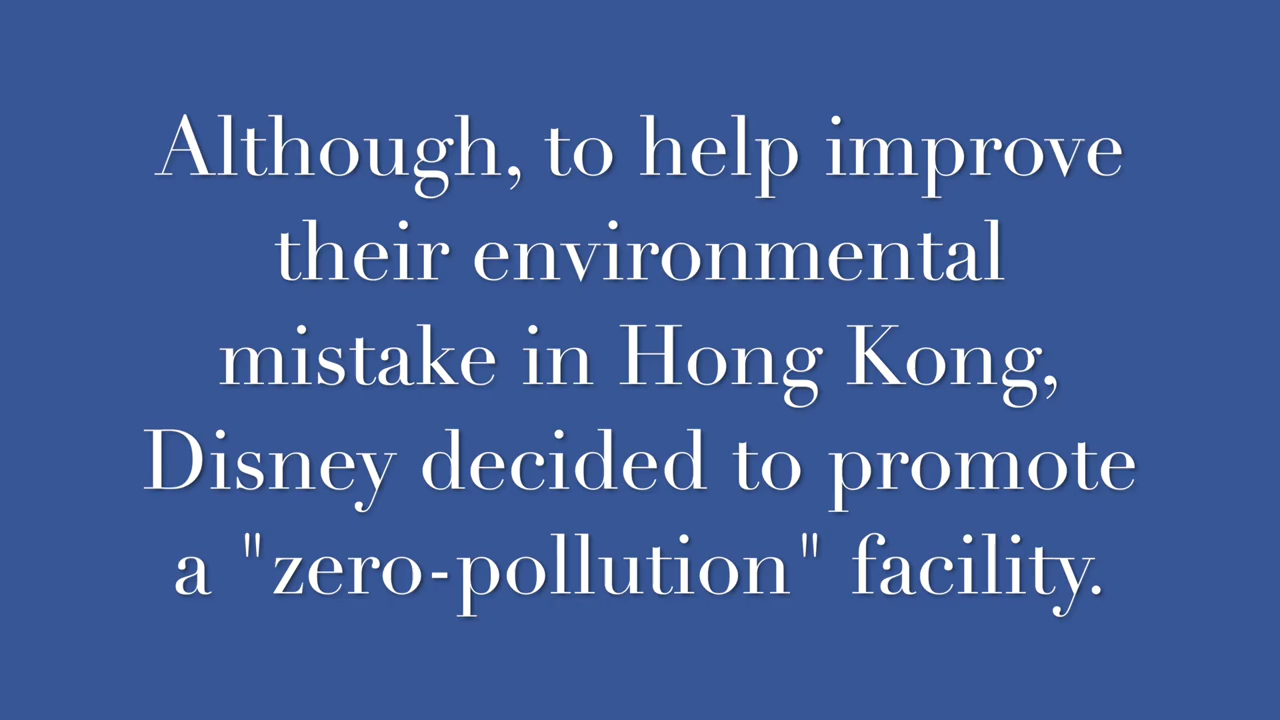 Although, to help improve
their environmental
mistake in Hong Kong,
Disney decided to promote
a "zero-pollution" facility.